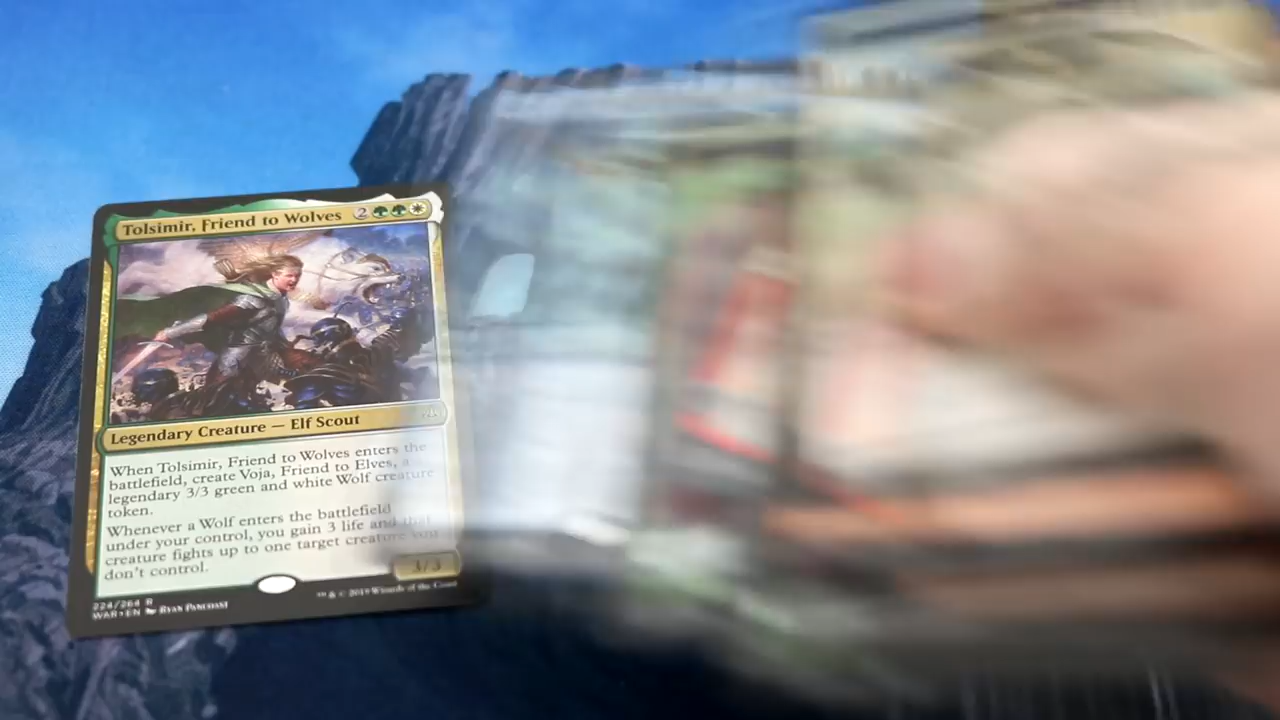 Tolsimir, Friend to Wolves 2
Legendary Creature — Elf Scout
When Tolsimir, Friend to Wolves enters the
battlefield, create Voja, Friend to Elves, a
legendary 3/3 green and white Wolf creature
token.
Whenever a Wolf enters the battlefield
under your control, you gain 3 life and that
creature fights up to one target creature you
don't control.
3/3
224/264 R
WAR • EN Ryan Pancoast
™ & © 2019 Wizards of the Coast